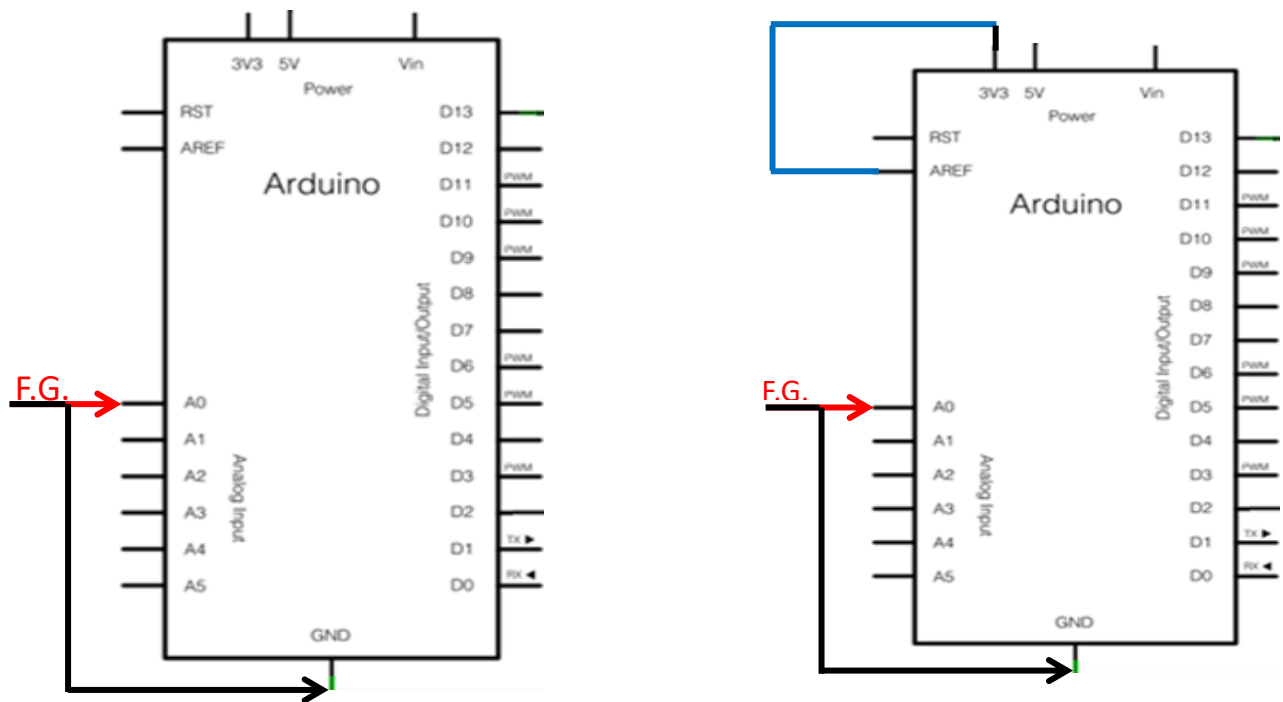 3V3 5V Vin
Power
RST D13
AREF D12
Arduino
D11 PWM
D10 PWM
D9 PWM
D8
D7
D6 PWM
Digital Input/Output
F.G.
A0 D5 PWM
A1 D4
A2 D3 PWM
Analog Input
A3 D2
A4 D1 TX ►
A5 D0 RX ◄
GND
3V3 5V Vin
Power
RST D13
AREF D12
Arduino
D11 PWM
D10 PWM
D9 PWM
D8
D7
D6 PWM
Digital Input/Output
F.G.
A0 D5 PWM
A1 D4
A2 D3 PWM
Analog Input
A3 D2
A4 D1 TX ►
A5 D0 RX ◄
GND